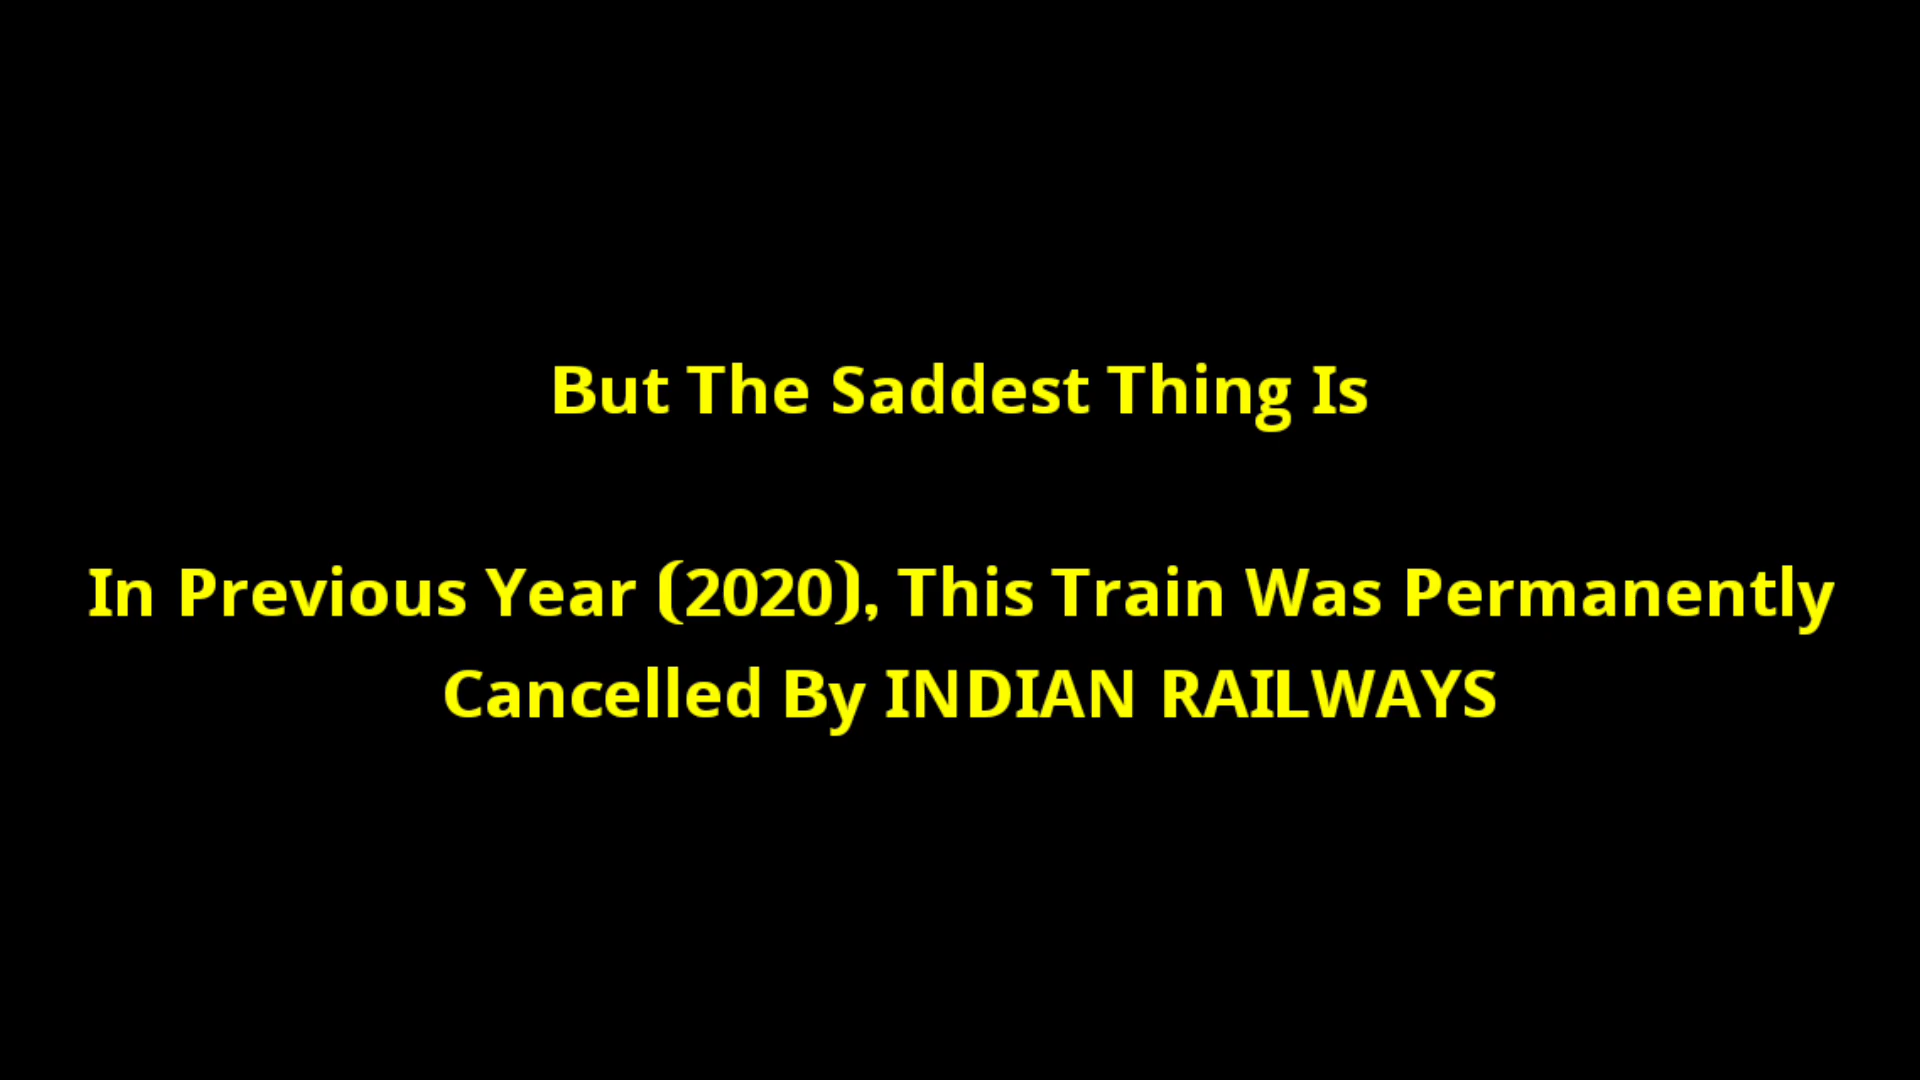 But The Saddest Thing Is
In Previous Year (2020), This Train Was Permanently
Cancelled By INDIAN RAILWAYS